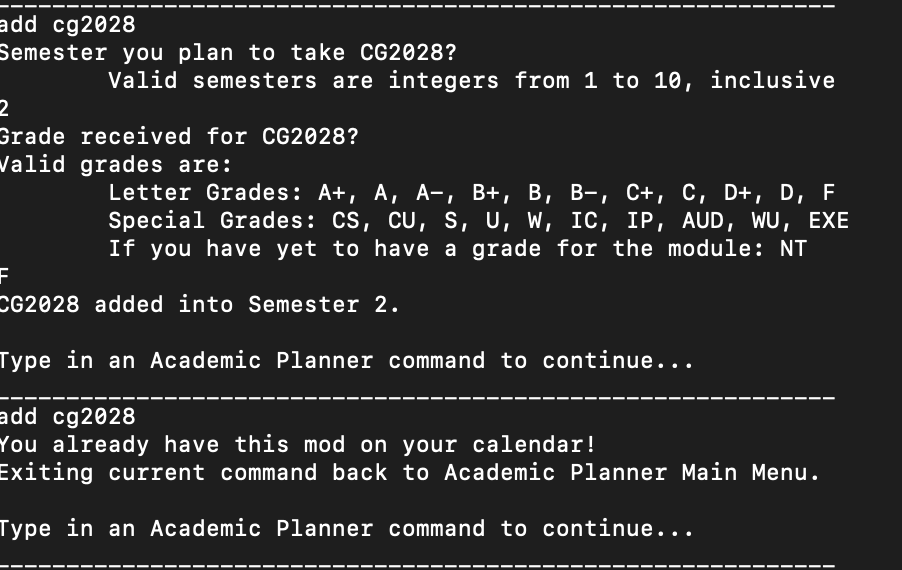 add cg2028
Semester you plan to take CG2028?
Valid semesters are integers from 1 to 10, inclusive
2
Grade received for CG2028?
Valid grades are:
Letter Grades: A+, A, A-, B+, B, B-, C+, C, D+, D, F
Special Grades: CS, CU, S, U, W, IC, IP, AUD, WU, EXE
If you have yet to have a grade for the module: NT
F
CG2028 added into Semester 2.
Type in an Academic Planner command to continue...
add cg2028
You already have this mod on your calendar!
Exiting current command back to Academic Planner Main Menu.
Type in an Academic Planner command to continue...